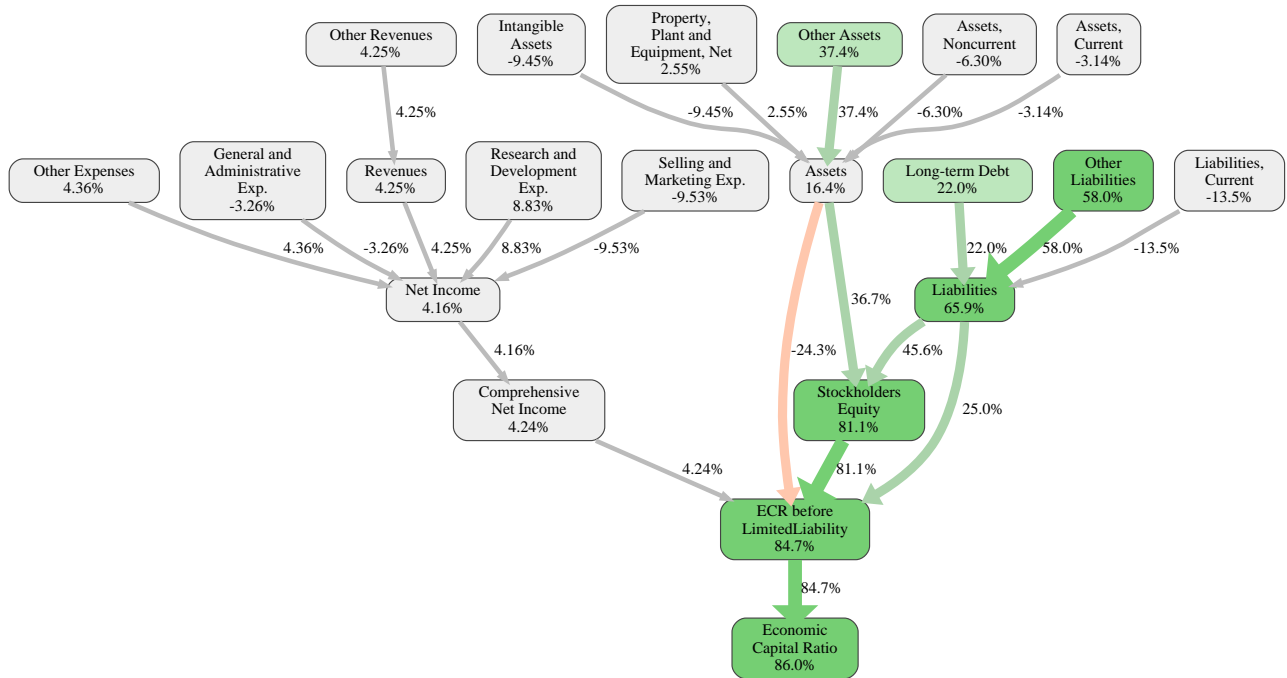 Other Revenues
4.25%
Intangible
Assets
-9.45%
Property,
Plant and
Equipment, Net
2.55%
Other Assets
37.4%
Assets,
Noncurrent
-6.30%
Assets,
Current
-3.14%
4.25%
-9.45%
2.55%
37.4%
-6.30%
-3.14%
Other Expenses
4.36%
General and
Administrative
Exp.
-3.26%
Revenues
4.25%
Research and
Development
Exp.
8.83%
Selling and
Marketing Exp.
-9.53%
Assets
16.4%
Long-term Debt
22.0%
Other
Liabilities
58.0%
Liabilities,
Current
-13.5%
4.36%
-3.26%
4.25%
8.83%
-9.53%
22.0%
58.0%
-13.5%
Net Income
4.16%
36.7%
Liabilities
65.9%
4.16%
-24.3%
45.6%
Comprehensive
Net Income
4.24%
Stockholders
Equity
81.1%
25.0%
4.24%
81.1%
ECR before
LimitedLiability
84.7%
84.7%
Economic
Capital Ratio
86.0%